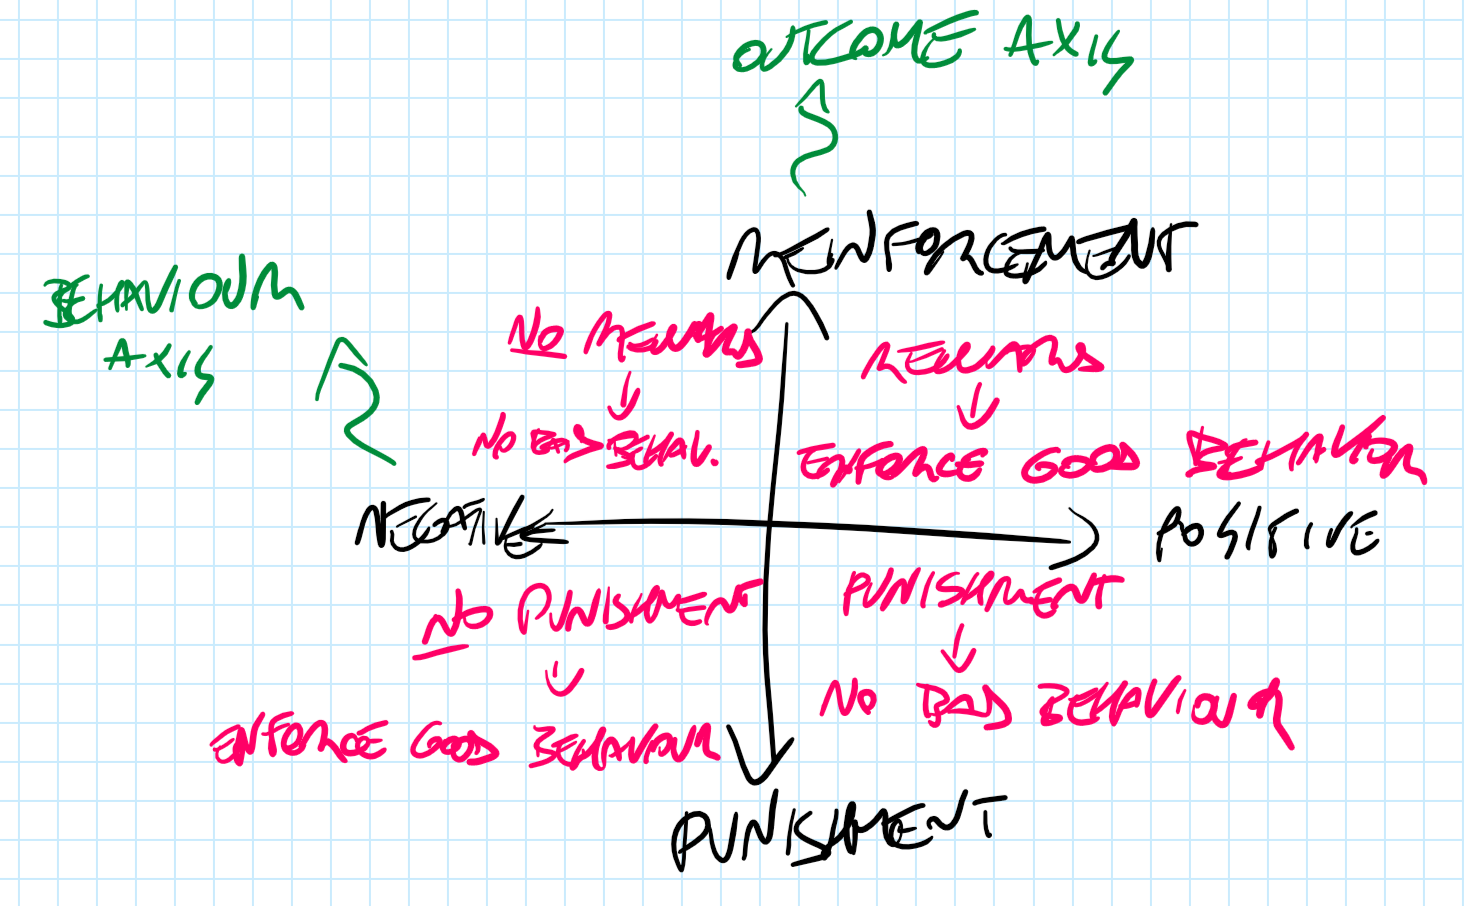 OUTCOME AXIS
REINFORCEMENT
BEHAVIOUR
AXIS
NO REWARDS
NO BAD BEHAV.
REWARDS
ENFORCE GOOD BEHAVIOR
NEGATIVE
POSITIVE
NO PUNISHMENT
ENFORCE GOOD BEHAVOUR
PUNISHMENT
NO BAD BEHAVIOUR
PUNISHMENT